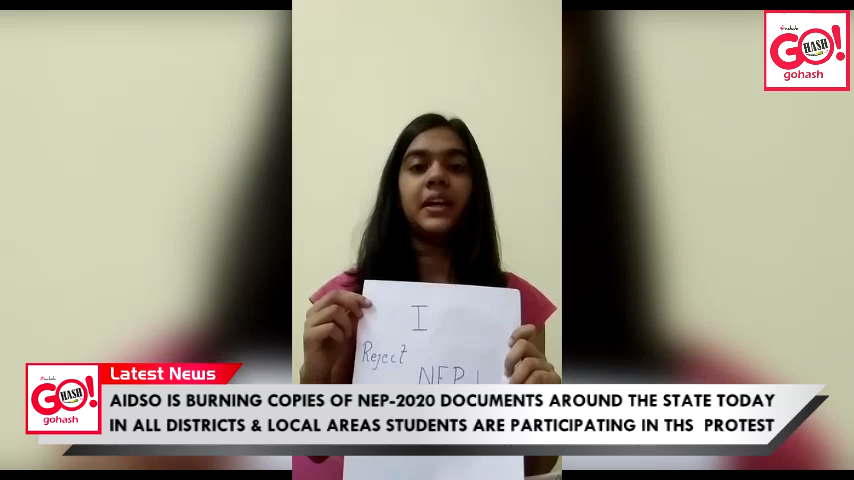 GO!
HASH
gohash
I
Reject
NEP!
Latest News
GO!
HASH
gohash
AIDSO IS BURNING COPIES OF NEP-2020 DOCUMENTS AROUND THE STATE TODAY
IN ALL DISTRICTS & LOCAL AREAS STUDENTS ARE PARTICIPATING IN THS PROTEST